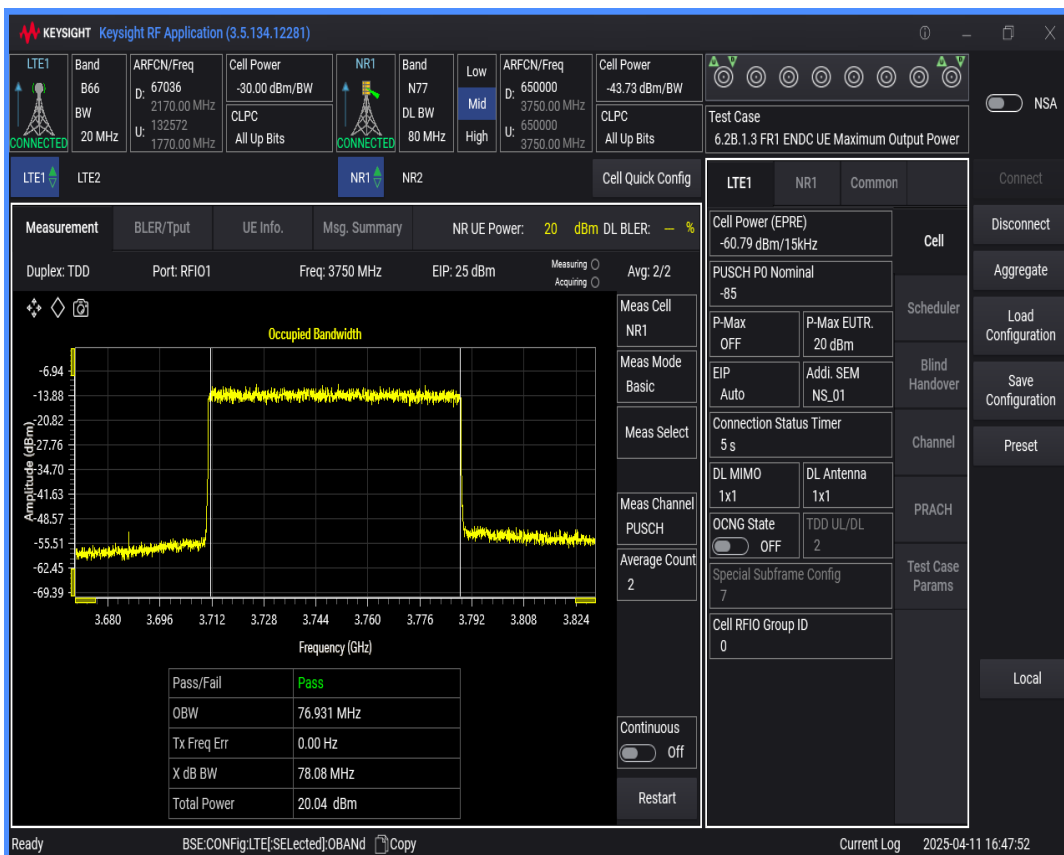 KEYSIGHT Keysight RF Application (3.5.134.12281)
LTE1
CONNECTED
Band
B66
BW
20 MHz
ARFCN/Freq
D: 67036
2170.00 MHz
U: 132572
1770.00 MHz
Cell Power
-30.00 dBm/BW
CLPC
All Up Bits
NR1
CONNECTED
Band
N77
DL BW
80 MHz
Low
Mid
High
ARFCN/Freq
D: 650000
3750.00 MHz
U: 650000
3750.00 MHz
Cell Power
-43.73 dBm/BW
CLPC
All Up Bits
Test Case
6.2B.1.3 FR1 ENDC UE Maximum Output Power
NSA
LTE1 LTE2
NR1 NR2
Cell Quick Config
Connect
Disconnect
Aggregate
Load
Configuration
Save
Configuration
Preset
Local
Measurement BLER/Tput UE Info. Msg. Summary NR UE Power: 20 dBm DL BLER: — %
Duplex: TDD Port: RFIO1 Freq: 3750 MHz EIP: 25 dBm Measuring Avg: 2/2
Acquiring
Occupied Bandwidth
Amplitude (dBm)
-6.94
-13.88
-20.82
-27.76
-34.70
-41.63
-48.57
-55.51
-62.45
-69.39
3.680 3.696 3.712 3.728 3.744 3.760 3.776 3.792 3.808 3.824
Frequency (GHz)
Pass/Fail Pass
OBW 76.931 MHz
Tx Freq Err 0.00 Hz
X dB BW 78.08 MHz
Total Power 20.04 dBm
Meas Cell
NR1
Meas Mode
Basic
Meas Select
Meas Channel
PUSCH
Average Count
2
Continuous
Off
Restart
LTE1 NR1 Common
Cell Power (EPRE)
-60.79 dBm/15kHz
PUSCH P0 Nominal
-85
P-Max
OFF
P-Max EUTR.
20 dBm
EIP
Auto
Addi. SEM
NS_01
Connection Status Timer
5 s
DL MIMO
1x1
DL Antenna
1x1
OCNG State
OFF
TDD UL/DL
2
Special Subframe Config
7
Cell RFIO Group ID
0
Cell
Scheduler
Blind
Handover
Channel
PRACH
Test Case
Params
Ready BSE:CONFig:LTE[:SELected]:OBANd Copy Current Log 2025-04-11 16:47:52